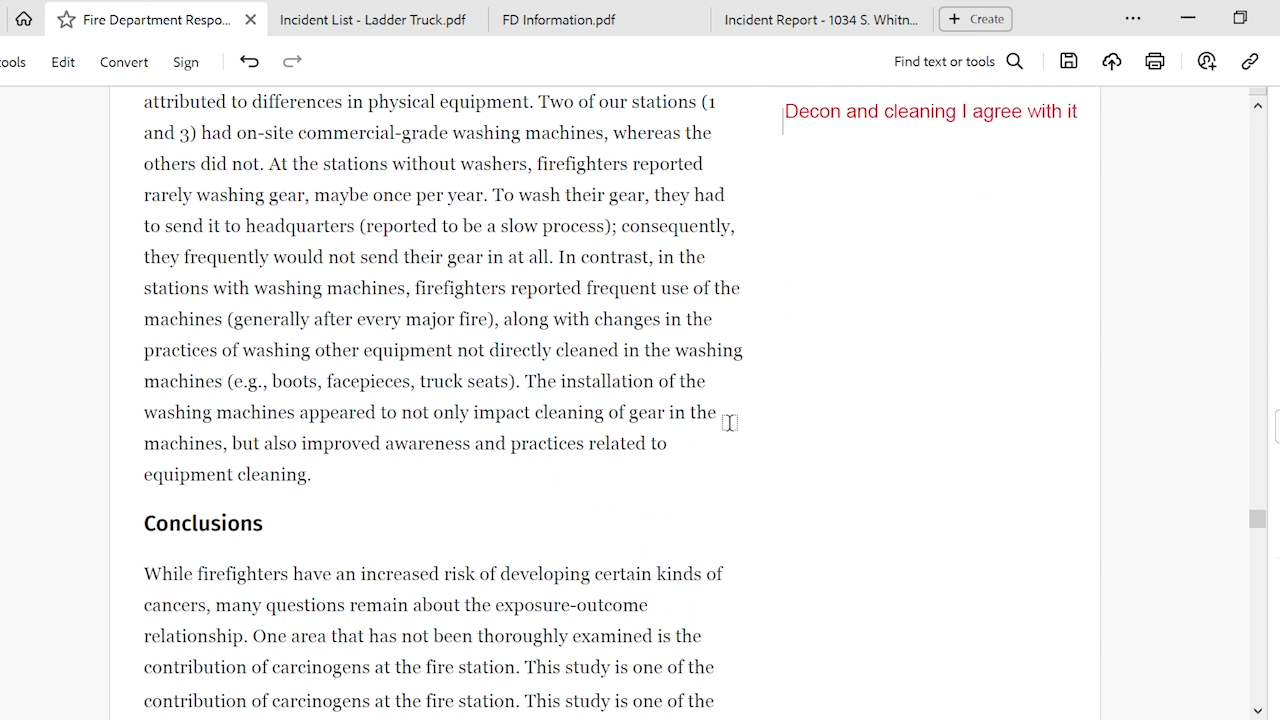 Fire Department Respo...
Incident List - Ladder Truck.pdf
FD Information.pdf
Incident Report - 1034 S. Whitn...
+ Create
ools
Edit
Convert
Sign
Find text or tools
attributed to differences in physical equipment. Two of our stations (1
and 3) had on-site commercial-grade washing machines, whereas the
others did not. At the stations without washers, firefighters reported
rarely washing gear, maybe once per year. To wash their gear, they had
to send it to headquarters (reported to be a slow process); consequently,
they frequently would not send their gear in at all. In contrast, in the
stations with washing machines, firefighters reported frequent use of the
machines (generally after every major fire), along with changes in the
practices of washing other equipment not directly cleaned in the washing
machines (e.g., boots, facepieces, truck seats). The installation of the
washing machines appeared to not only impact cleaning of gear in the
machines, but also improved awareness and practices related to
equipment cleaning.
Conclusions
While firefighters have an increased risk of developing certain kinds of
cancers, many questions remain about the exposure-outcome
relationship. One area that has not been thoroughly examined is the
contribution of carcinogens at the fire station. This study is one of the
contribution of carcinogens at the fire station. This study is one of the
Decon and cleaning I agree with it